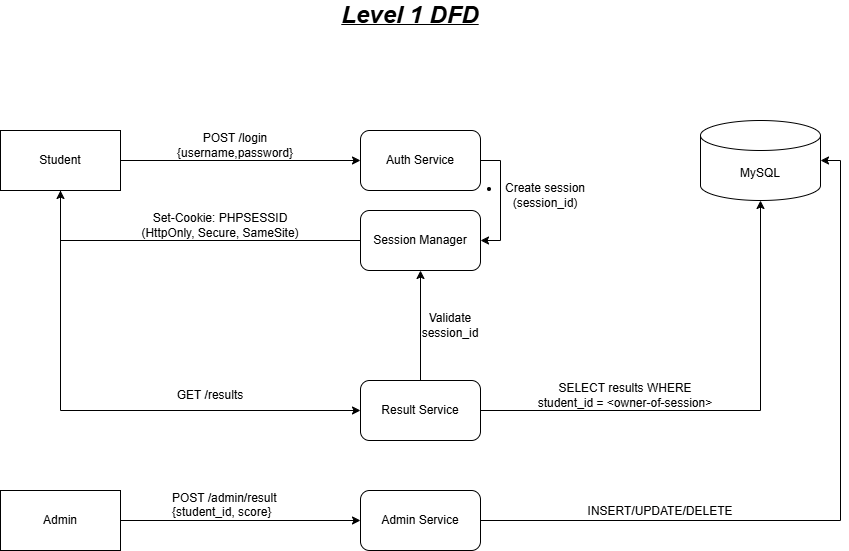 Level 1 DFD
POST /login
{username,password}
Student
Auth Service
MySQL
Create session
(session_id)
Set-Cookie: PHPSESSID
(HttpOnly, Secure, SameSite)
Session Manager
Validate
session_id
GET /results
Result Service
SELECT results WHERE
student_id = <owner-of-session>
POST /admin/result
{student_id, score}
Admin
Admin Service
INSERT/UPDATE/DELETE